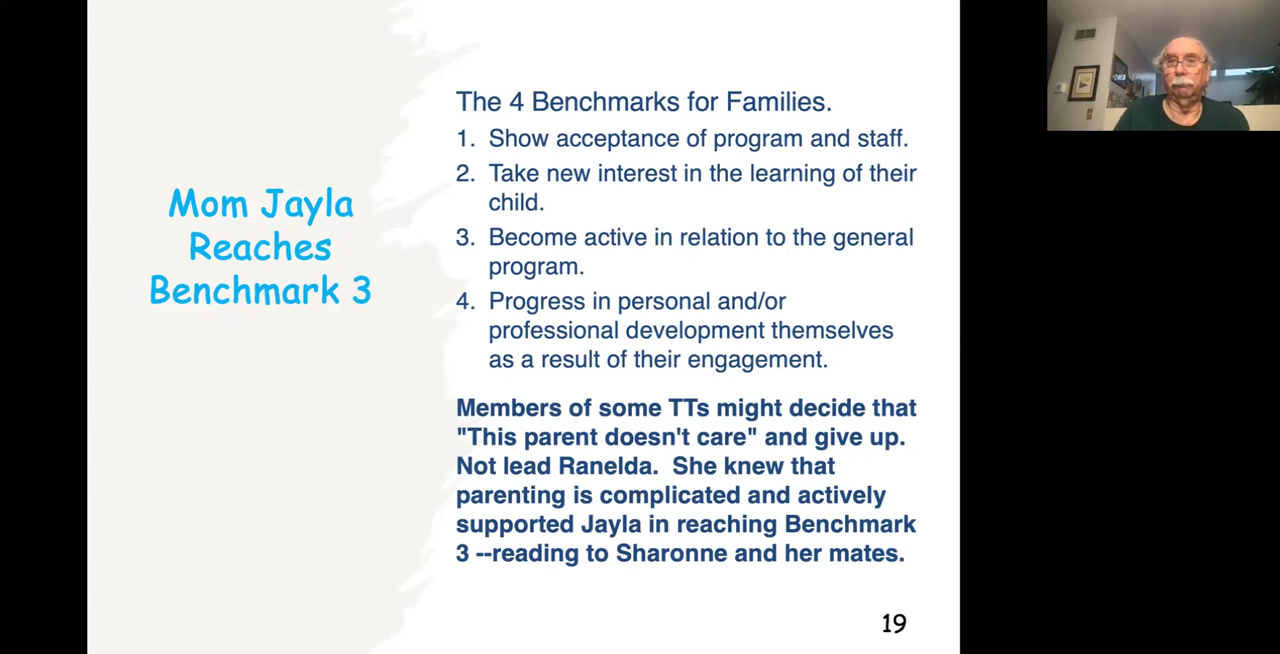 Mom Jayla
Reaches
Benchmark 3
The 4 Benchmarks for Families.
1. Show acceptance of program and staff.
2. Take new interest in the learning of their
child.
3. Become active in relation to the general
program.
4. Progress in personal and/or
professional development themselves
as a result of their engagement.
Members of some TTs might decide that
"This parent doesn't care" and give up.
Not lead Ranelda.  She knew that
parenting is complicated and actively
supported Jayla in reaching Benchmark
3 --reading to Sharonne and her mates.
19